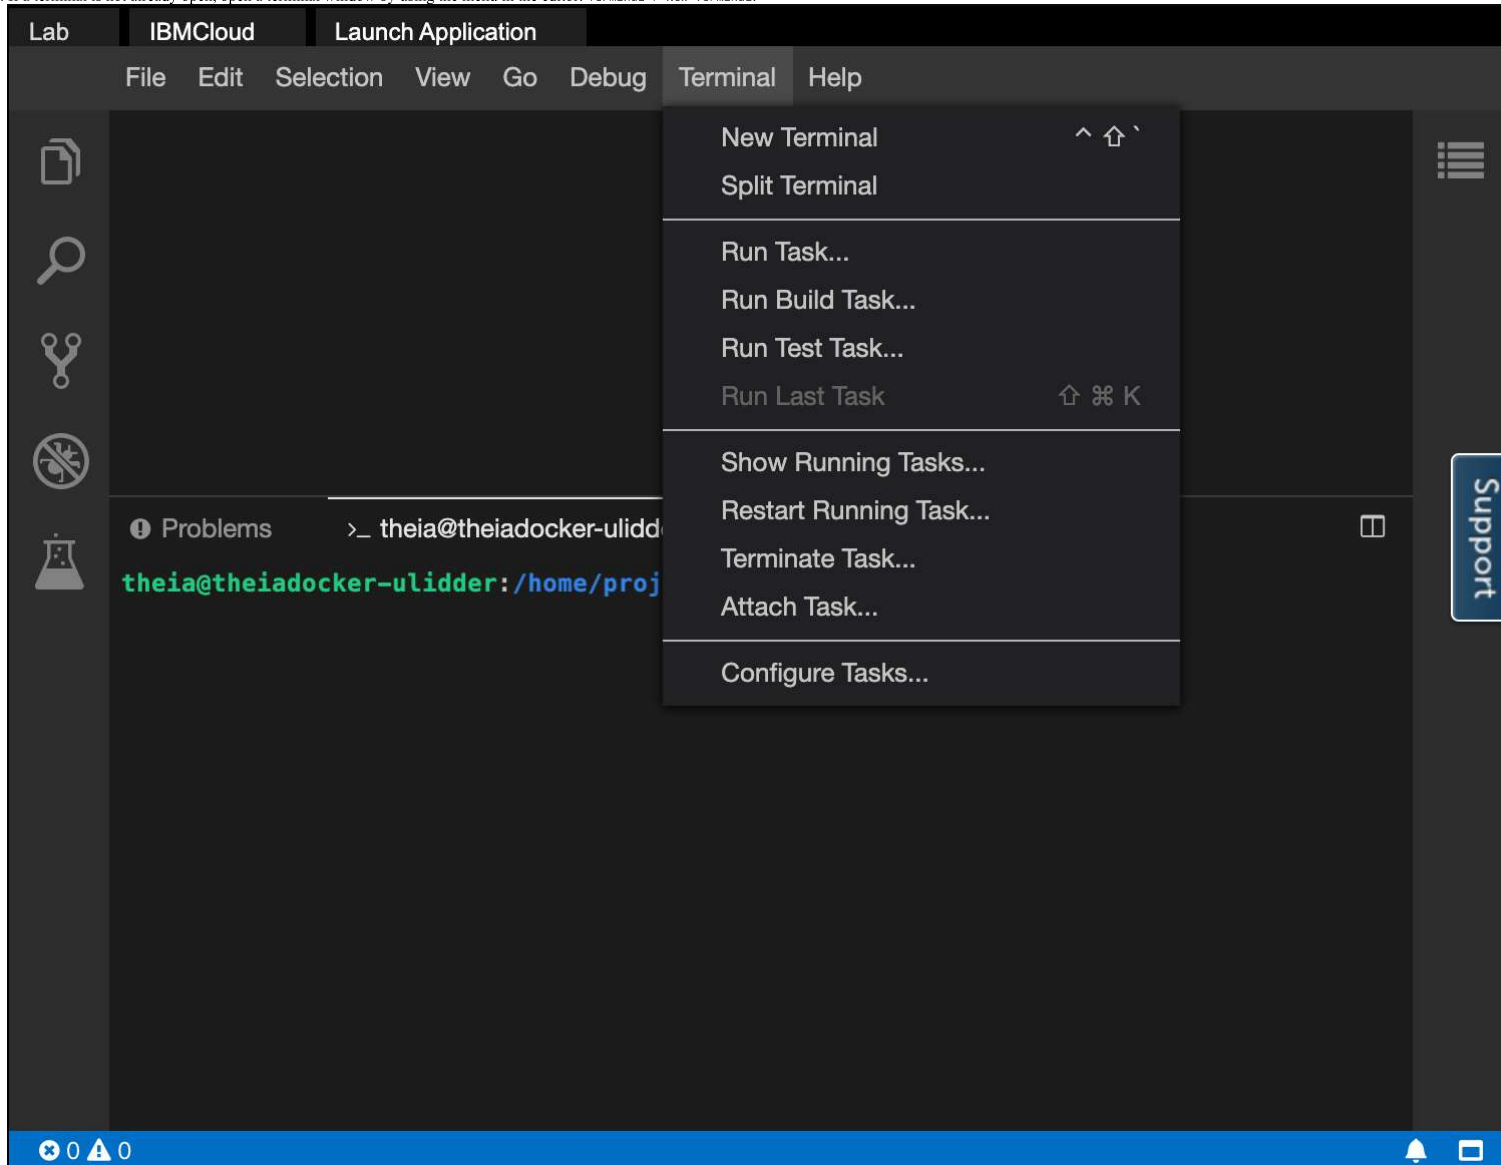 Lab IBMCloud Launch Application
File Edit Selection View Go Debug Terminal Help
New Terminal ^ ⇧ `
Split Terminal
Run Task...
Run Build Task...
Run Test Task...
Run Last Task ⇧ ⌘ K
Show Running Tasks...
Restart Running Task...
Terminate Task...
Attach Task...
Configure Tasks...
Problems >_ theia@theiadocker-ulidd
theia@theiadocker-ulidder:/home/proj
Support
0 0